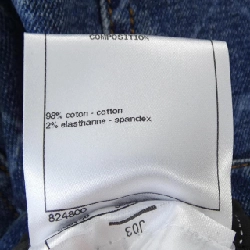 COMPOSITION
98% coton - cotton
2% elasthanne - spandex
824800
J03